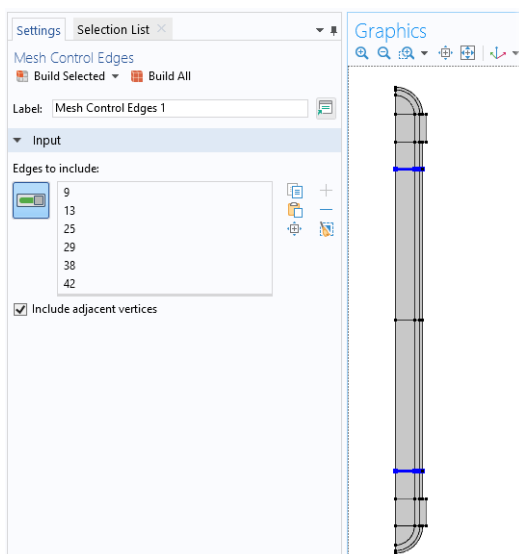 Settings Selection List
Mesh Control Edges
Build Selected Build All
Label: Mesh Control Edges 1
Input
Edges to include:
9
13
25
29
38
42
Include adjacent vertices
Graphics